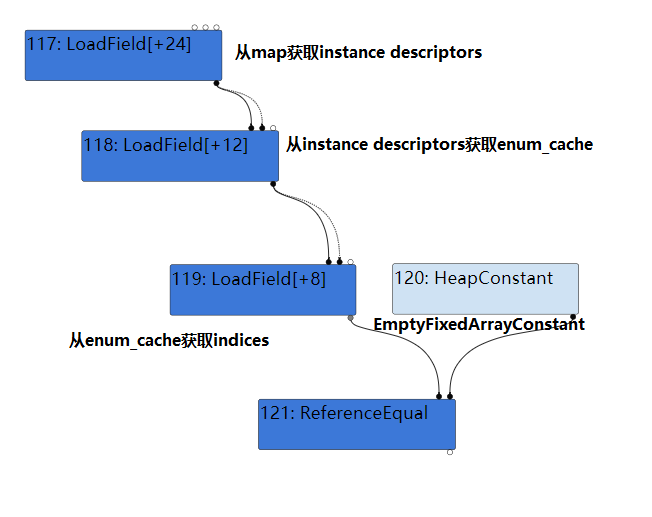 117: LoadField[+24]
从map获取instance descriptors
118: LoadField[+12]
从instance descriptors获取enum_cache
119: LoadField[+8]
120: HeapConstant
从enum_cache获取indices
EmptyFixedArrayConstant
121: ReferenceEqual